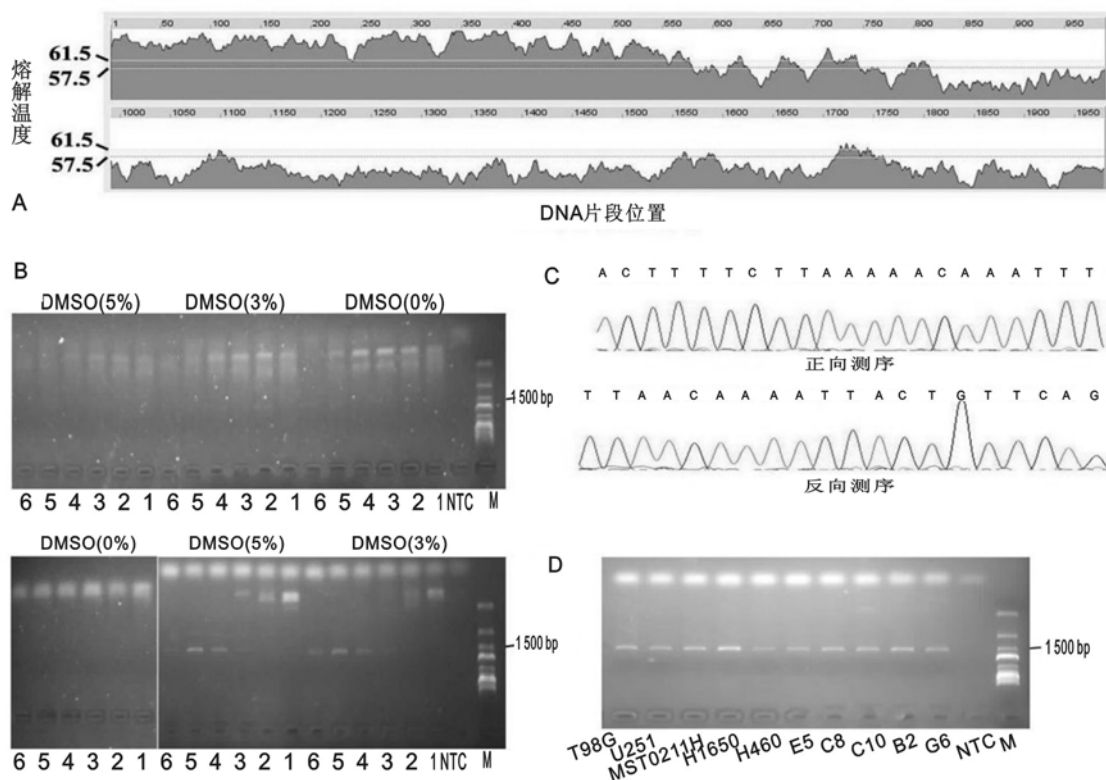 1 ,50 ,100 ,150 ,200 ,250 ,300 ,350 ,400 ,450 ,500 ,550 ,600 ,650 ,700 ,750 ,800 ,850 ,900 ,950
61.5
57.5
熔解温度
,1000 ,1050 ,1100 ,1150 ,1200 ,1250 ,1300 ,1350 ,1400 ,1450 ,1500 ,1550 ,1600 ,1650 ,1700 ,1750 ,1800 ,1850 ,1900 ,1950
61.5
57.5
A
DNA片段位置
B
DMSO(5%) DMSO(3%) DMSO(0%)
1 500 bp
6 5 4 3 2 1 6 5 4 3 2 1 6 5 4 3 2 1 NTC M
DMSO(0%) DMSO(5%) DMSO(3%)
1 500 bp
6 5 4 3 2 1 6 5 4 3 2 1 6 5 4 3 2 1 NTC M
C
A C T T T T C T T A A A A A C A A A T T T
正向测序
T T A A C A A A A T T A C T G T T C A G
反向测序
D
1 500 bp
T98G U251 MST0211H H1650 H460 E5 C8 C10 B2 G6 NTC M